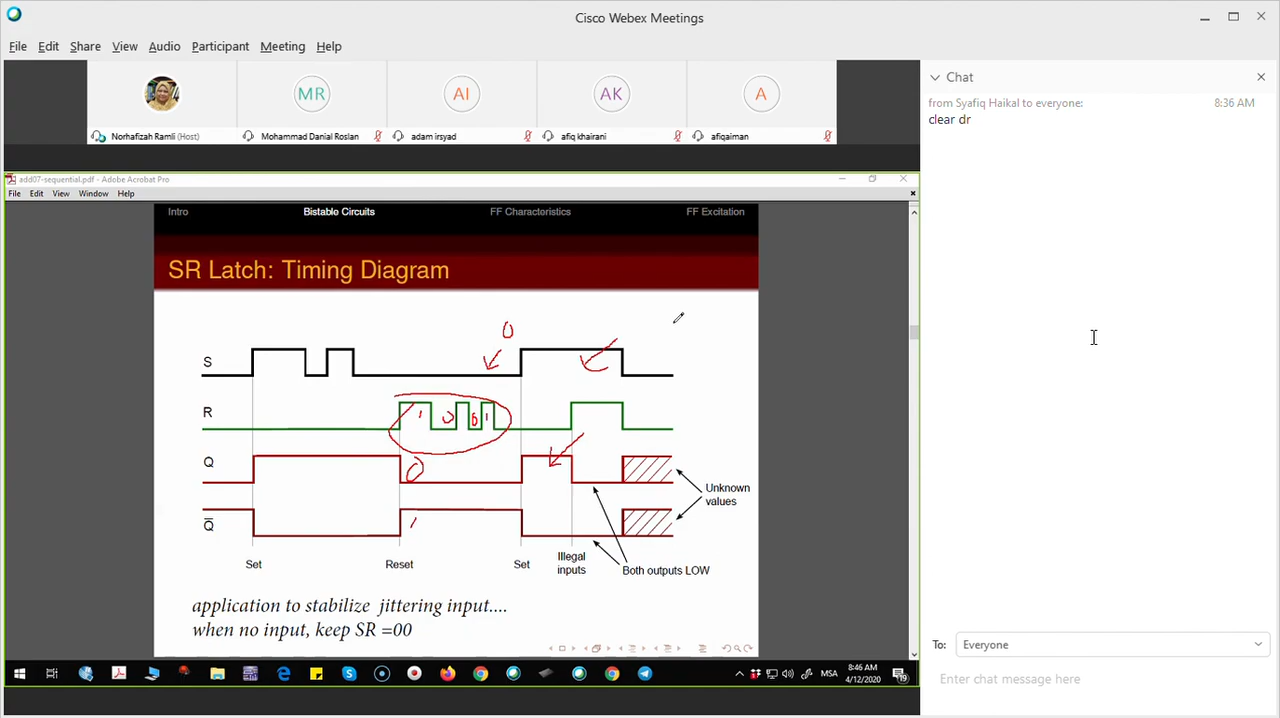 Cisco Webex Meetings
File Edit Share View Audio Participant Meeting Help
MR AI AK A
Norhafizah Ramli (Host) Mohammad Danial Roslan adam irsyad afiq khairani afiqaiman
Chat
from Syafiq Haikal to everyone: 8:36 AM
clear dr
add07-sequential.pdf - Adobe Acrobat Pro
File Edit View Window Help
Intro Bistable Circuits FF Characteristics FF Excitation
SR Latch: Timing Diagram
0
S
R 1 0 0 1
Q 0
Q̅ 1
Unknown
values
Set Reset Set
Illegal
inputs
Both outputs LOW
application to stabilize jittering input....
when no input, keep SR =00
To: Everyone
Enter chat message here
MSA
8:46 AM
4/12/2020
19